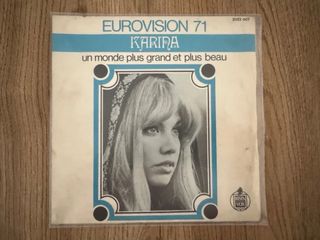 EUROVISION 71
KARINA
un monde plus grand et plus beau